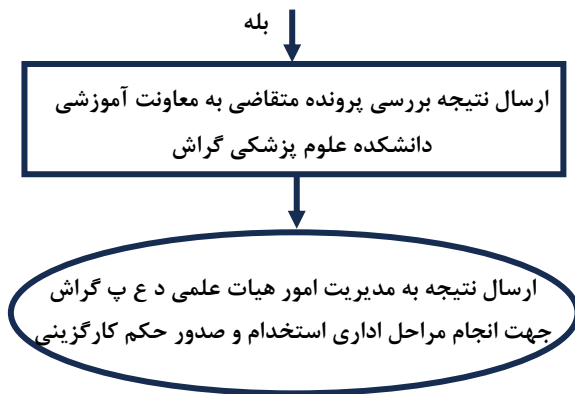 بله
ارسال نتیجه بررسی پرونده متقاضی به معاونت آموزشی
دانشکده علوم پزشکی گراش
ارسال نتیجه به مدیریت امور هیات علمی د ع پ گراش
جهت انجام مراحل اداری استخدام و صدور حکم کارگزینی